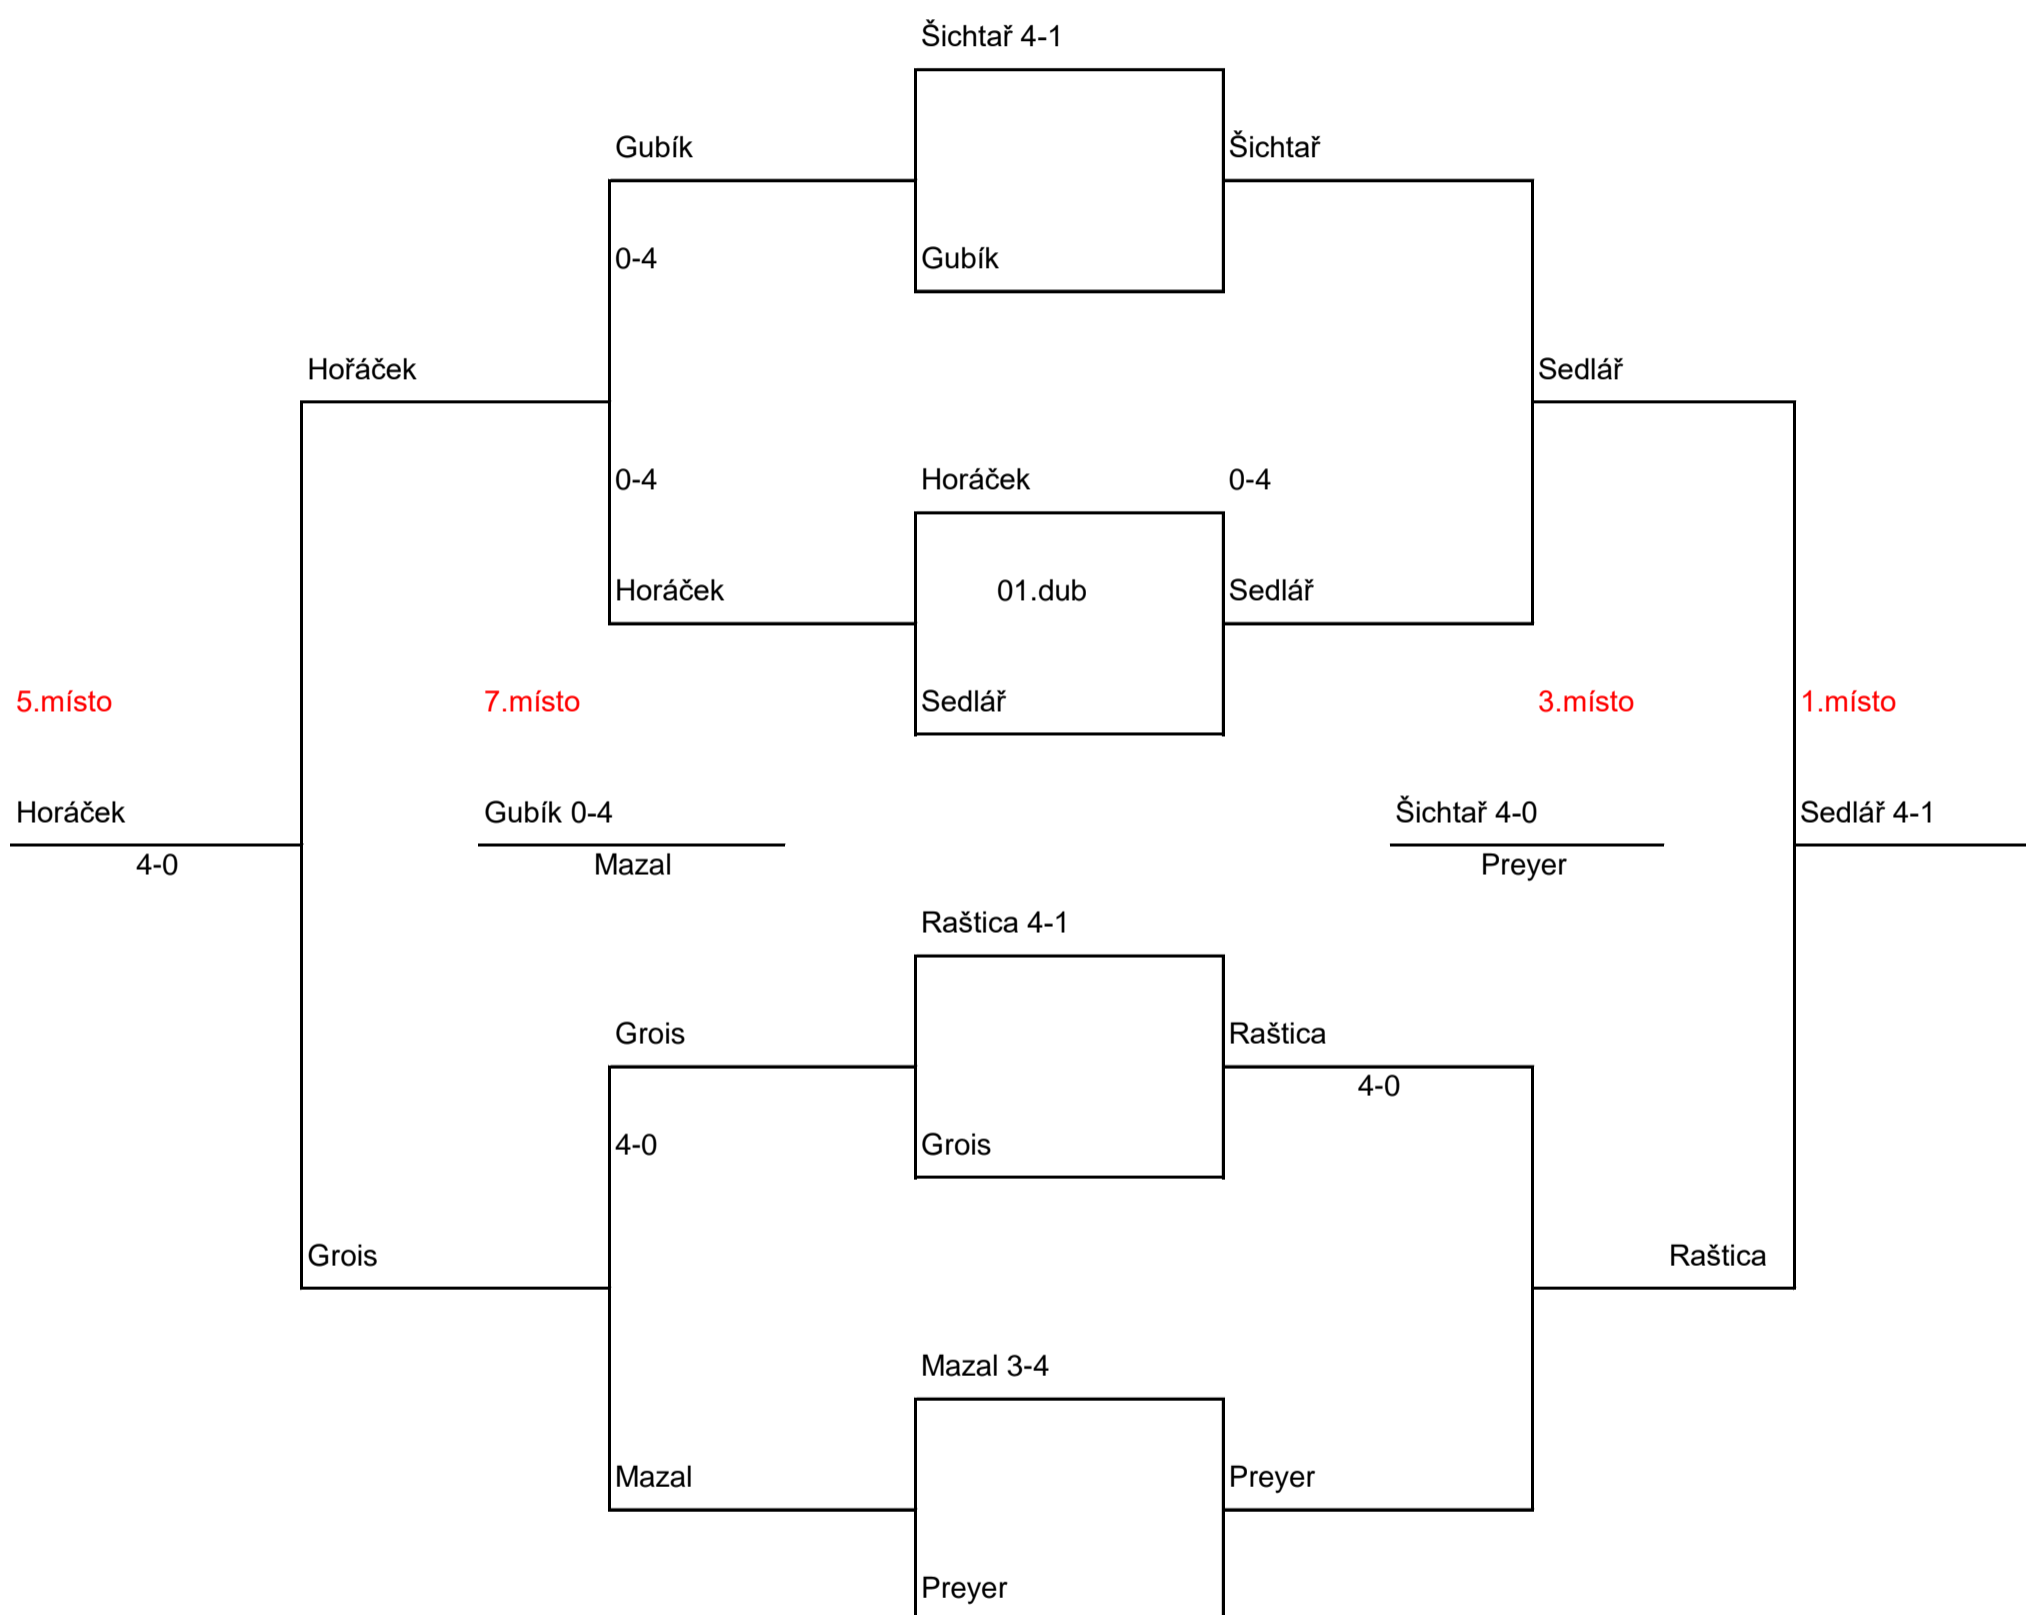 Šichtař 4-1
Gubík
Šichtař
0-4
Gubík
Hořáček
Sedlář
0-4
Horáček
0-4
Horáček
01.dub
Sedlář
5.místo
7.místo
Sedlář
3.místo
1.místo
Horáček
Gubík 0-4
Šichtař 4-0
Sedlář 4-1
4-0
Mazal
Preyer
Raštica 4-1
Grois
Raštica
4-0
4-0
Grois
Grois
Raštica
Mazal 3-4
Mazal
Preyer
Preyer